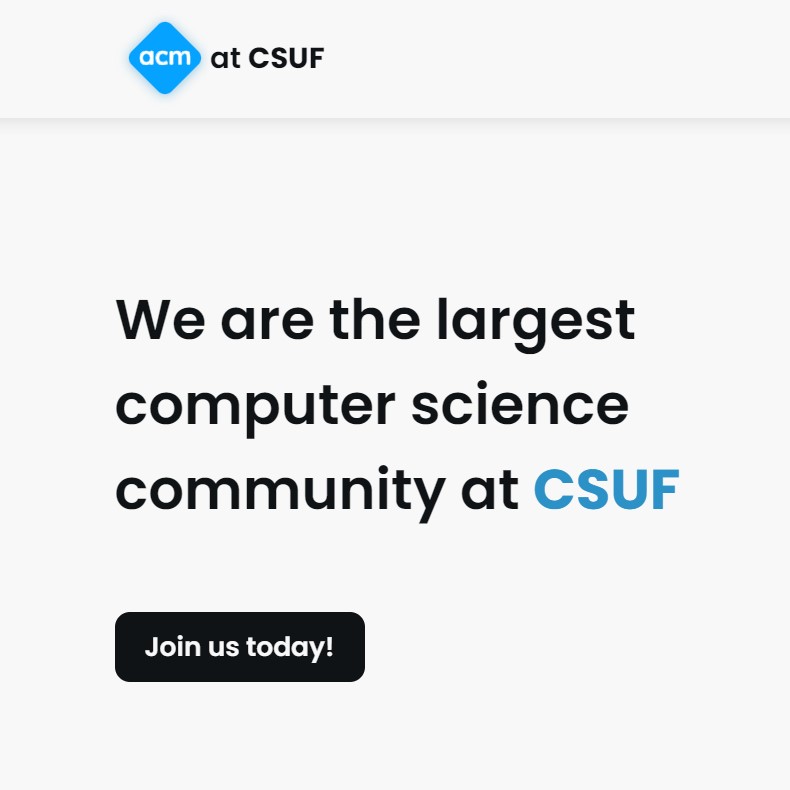 acm at CSUF
We are the largest
computer science
community at CSUF
Join us today!